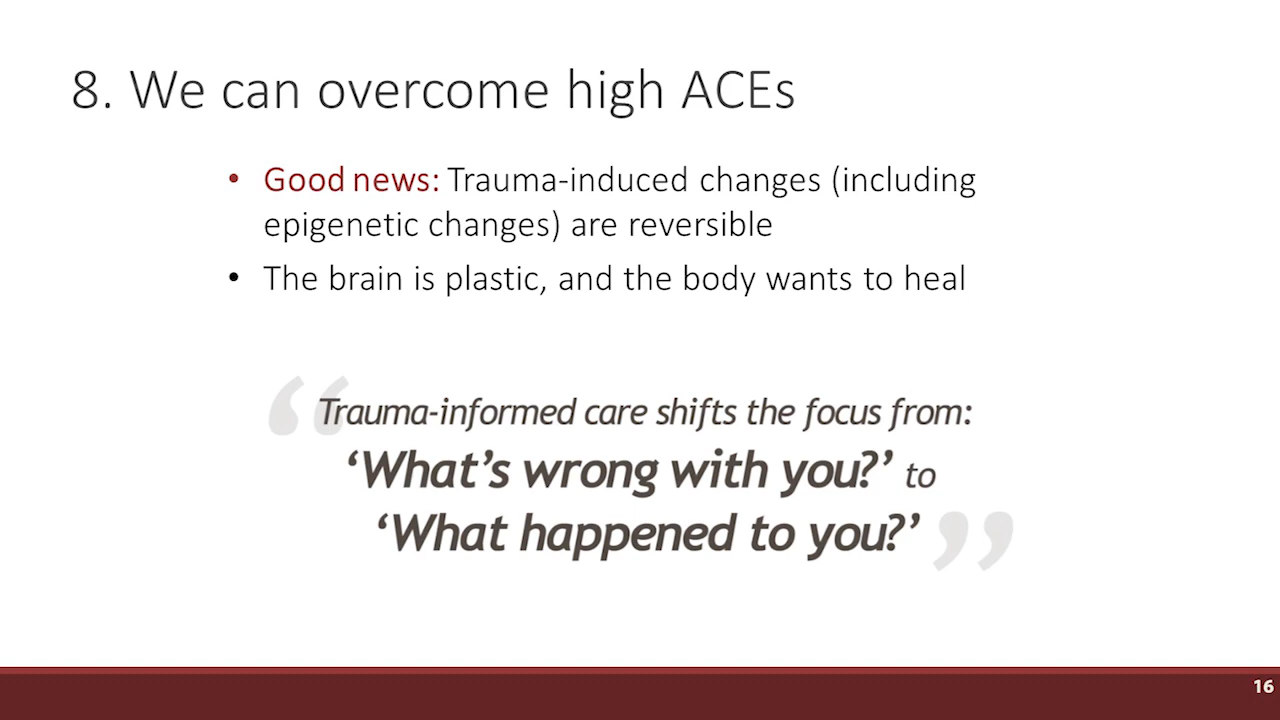 8. We can overcome high ACEs
• Good news: Trauma-induced changes (including
epigenetic changes) are reversible
• The brain is plastic, and the body wants to heal
“Trauma-informed care shifts the focus from:
‘What’s wrong with you?’ to
‘What happened to you?’”
16